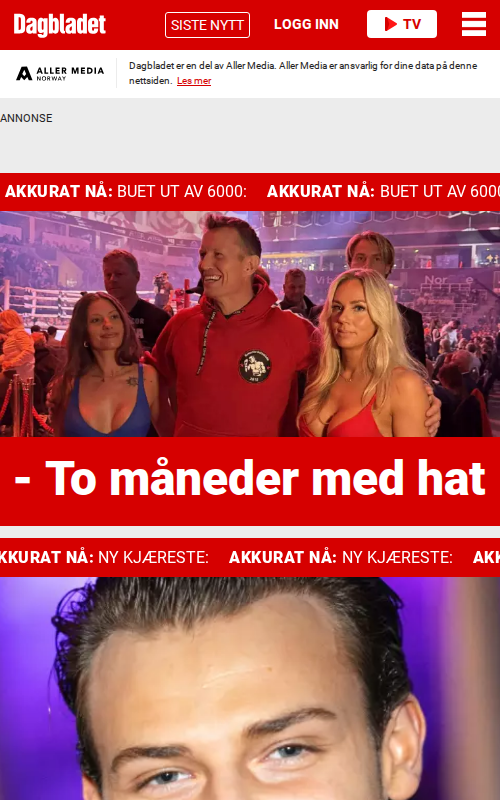 Dagbladet
SISTE NYTT
LOGG INN
TV
ALLER MEDIA
NORWAY
Dagbladet er en del av Aller Media. Aller Media er ansvarlig for dine data på denne
nettsiden. Les mer
ANNONSE
AKKURAT NÅ: BUET UT AV 6000: AKKURAT NÅ: BUET UT AV 6000
- To måneder med hat
KKURAT NÅ: NY KJÆRESTE: AKKURAT NÅ: NY KJÆRESTE: AKK